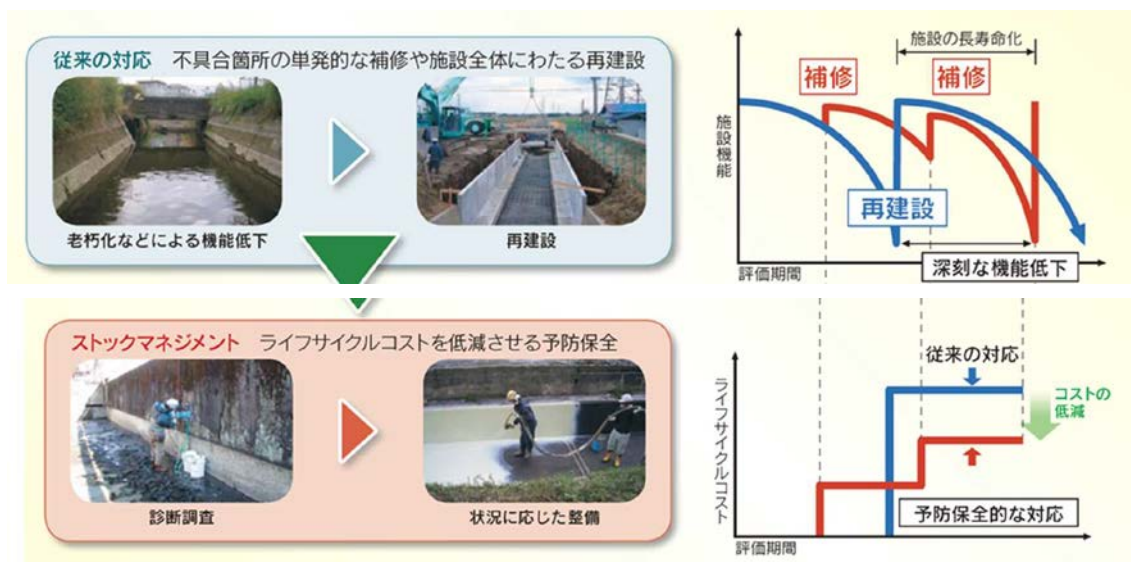 従来の対応 不具合箇所の単発的な補修や施設全体にわたる再建設
老朽化などによる機能低下
再建設
施設の長寿命化
補修
補修
施設機能
再建設
深刻な機能低下
評価期間
ストックマネジメント ライフサイクルコストを低減させる予防保全
診断調査
状況に応じた整備
従来の対応
コストの
低減
ライフサイクルコスト
予防保全的な対応
評価期間